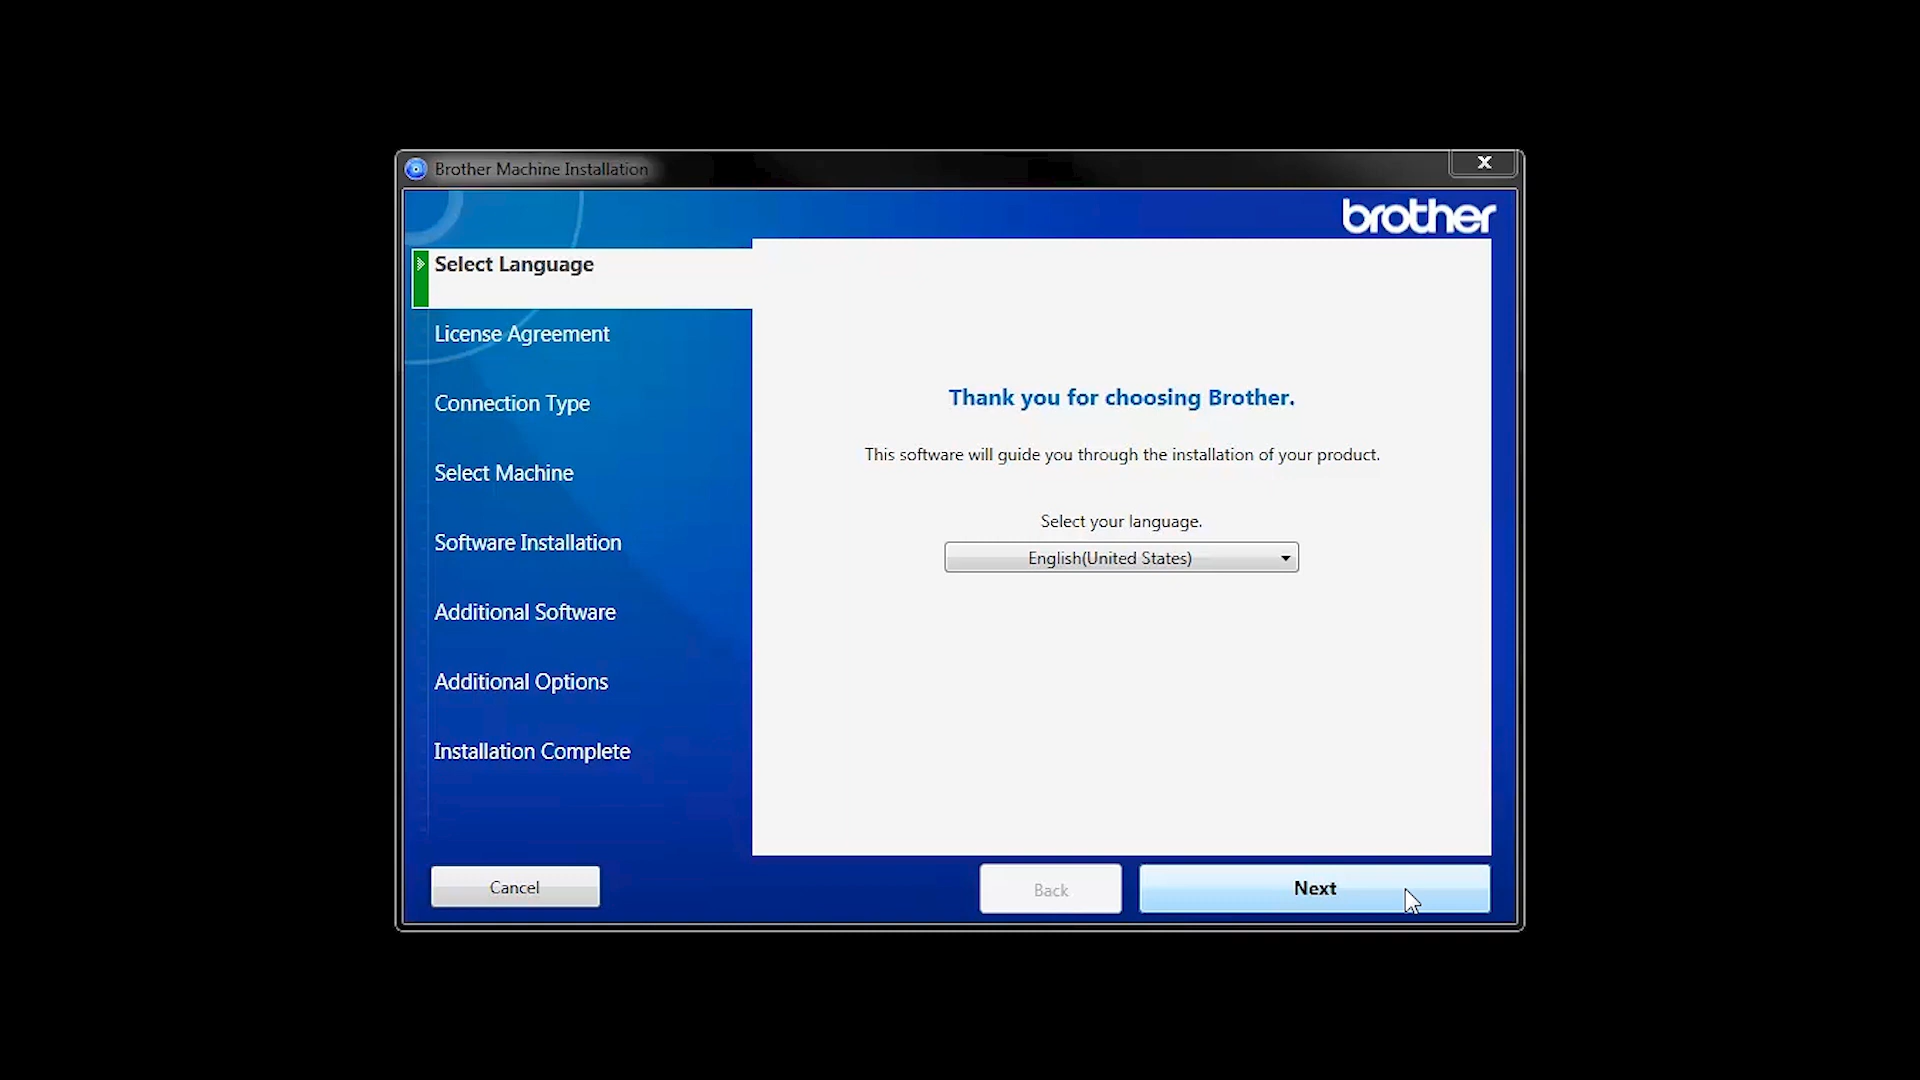 Brother Machine Installation
X
brother
Select Language
License Agreement
Connection Type
Select Machine
Software Installation
Additional Software
Additional Options
Installation Complete
Thank you for choosing Brother.
This software will guide you through the installation of your product.
Select your language.
English(United States)
Cancel
Back
Next